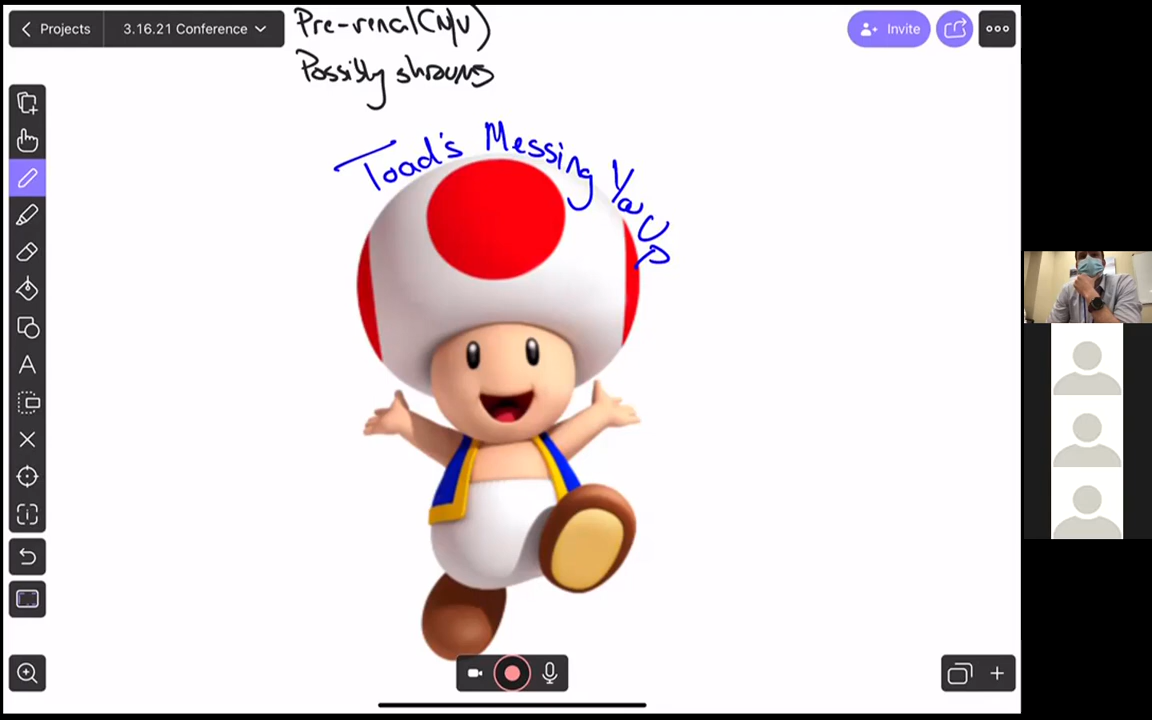 Projects
3.16.21 Conference
Invite
Pre-renal (N/V)
Possibly shrooms
Toad's Messing You Up
A